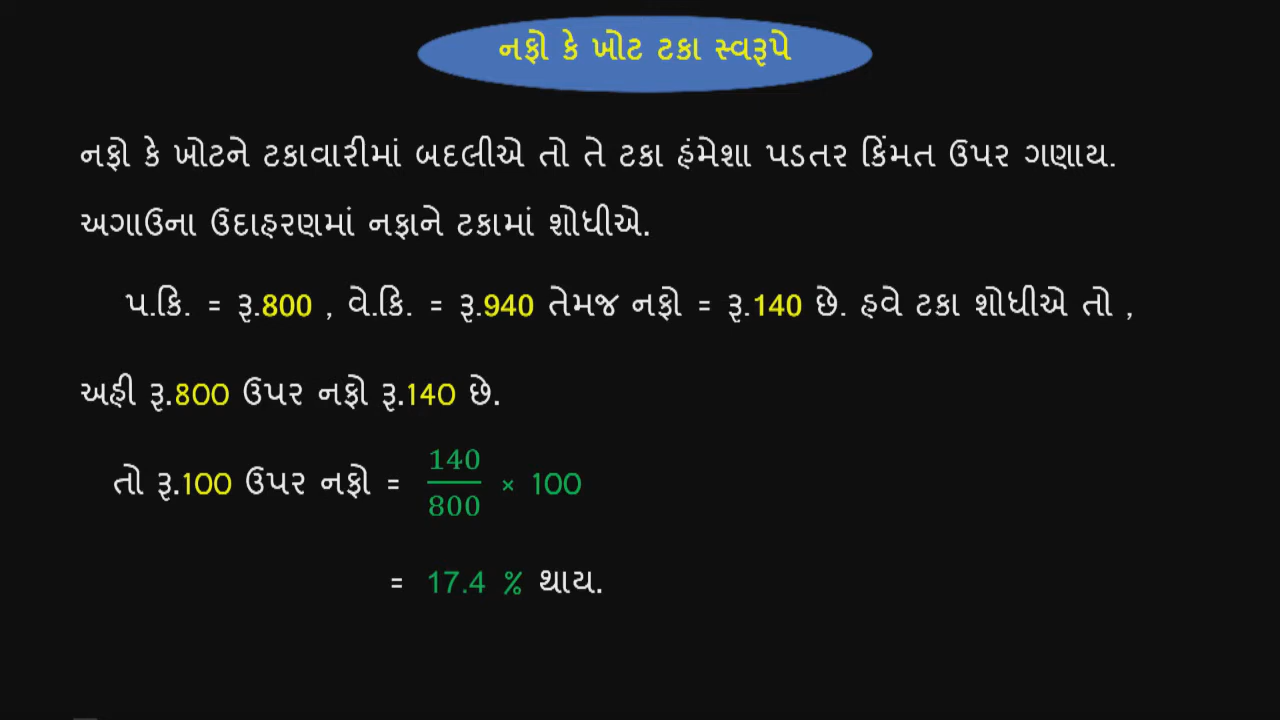 નફો કે ખોટ ટકા સ્વરૂપે
નફો કે ખોટને ટકાવારીમાં બદલીએ તો તે ટકા હંમેશા પડતર કિંમત ઉપર ગણાય.
અગાઉના ઉદાહરણમાં નફાને ટકામાં શોધીએ.
પ.કિ. = રૂ.800 , વે.કિ. = રૂ.940 તેમજ નફો = રૂ.140 છે. હવે ટકા શોધીએ તો ,
અહી રૂ.800 ઉપર નફો રૂ.140 છે.
તો રૂ.100 ઉપર નફો = 140/800 × 100
= 17.4 % થાય.